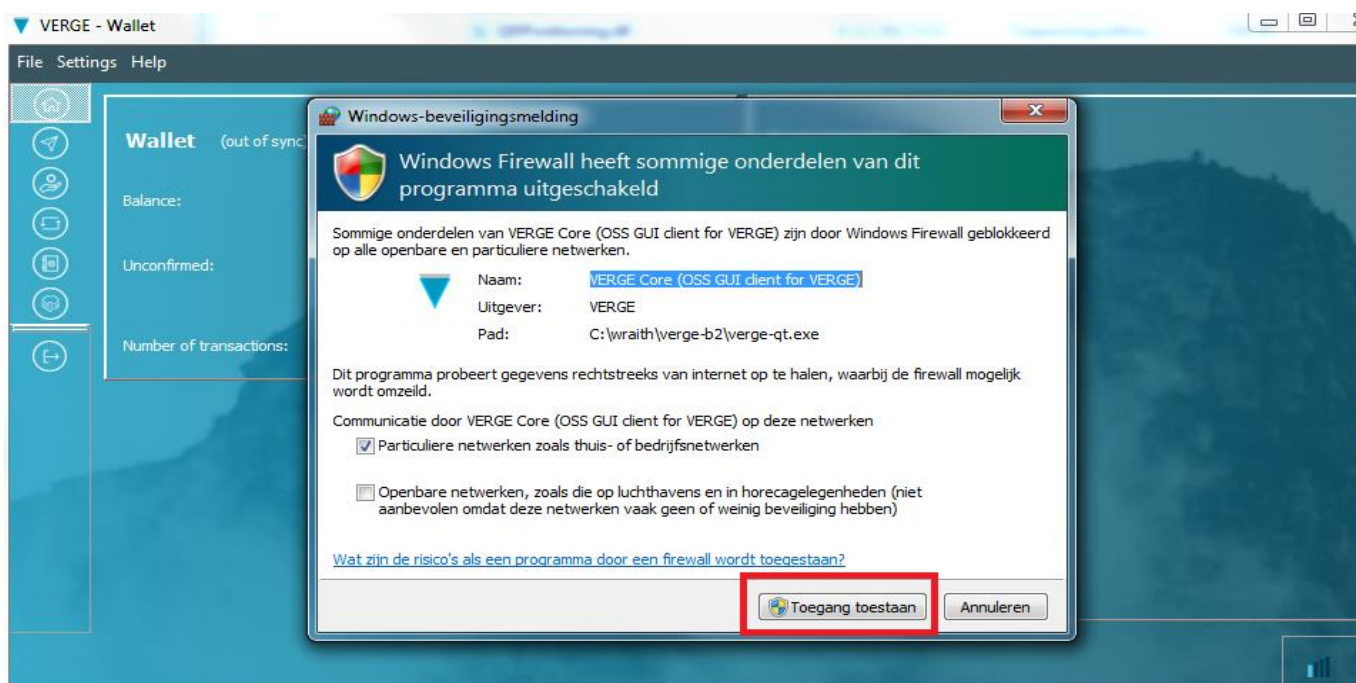 VERGE - Wallet
File Settings Help
Wallet (out of sync)
Balance:
Unconfirmed:
Number of transactions:
Windows-beveiligingsmelding
Windows Firewall heeft sommige onderdelen van dit
programma uitgeschakeld
Sommige onderdelen van VERGE Core (OSS GUI client for VERGE) zijn door Windows Firewall geblokkeerd
op alle openbare en particuliere netwerken.
Naam: VERGE Core (OSS GUI client for VERGE)
Uitgever: VERGE
Pad: C:\wraith\verge-b2\verge-qt.exe
Dit programma probeert gegevens rechtstreeks van internet op te halen, waarbij de firewall mogelijk
wordt omzeild.
Communicatie door VERGE Core (OSS GUI client for VERGE) op deze netwerken
Particuliere netwerken zoals thuis- of bedrijfsnetwerken
Openbare netwerken, zoals die op luchthavens en in horecagelegenheden (niet
aanbevolen omdat deze netwerken vaak geen of weinig beveiliging hebben)
Wat zijn de risico's als een programma door een firewall wordt toegestaan?
Toegang toestaan Annuleren